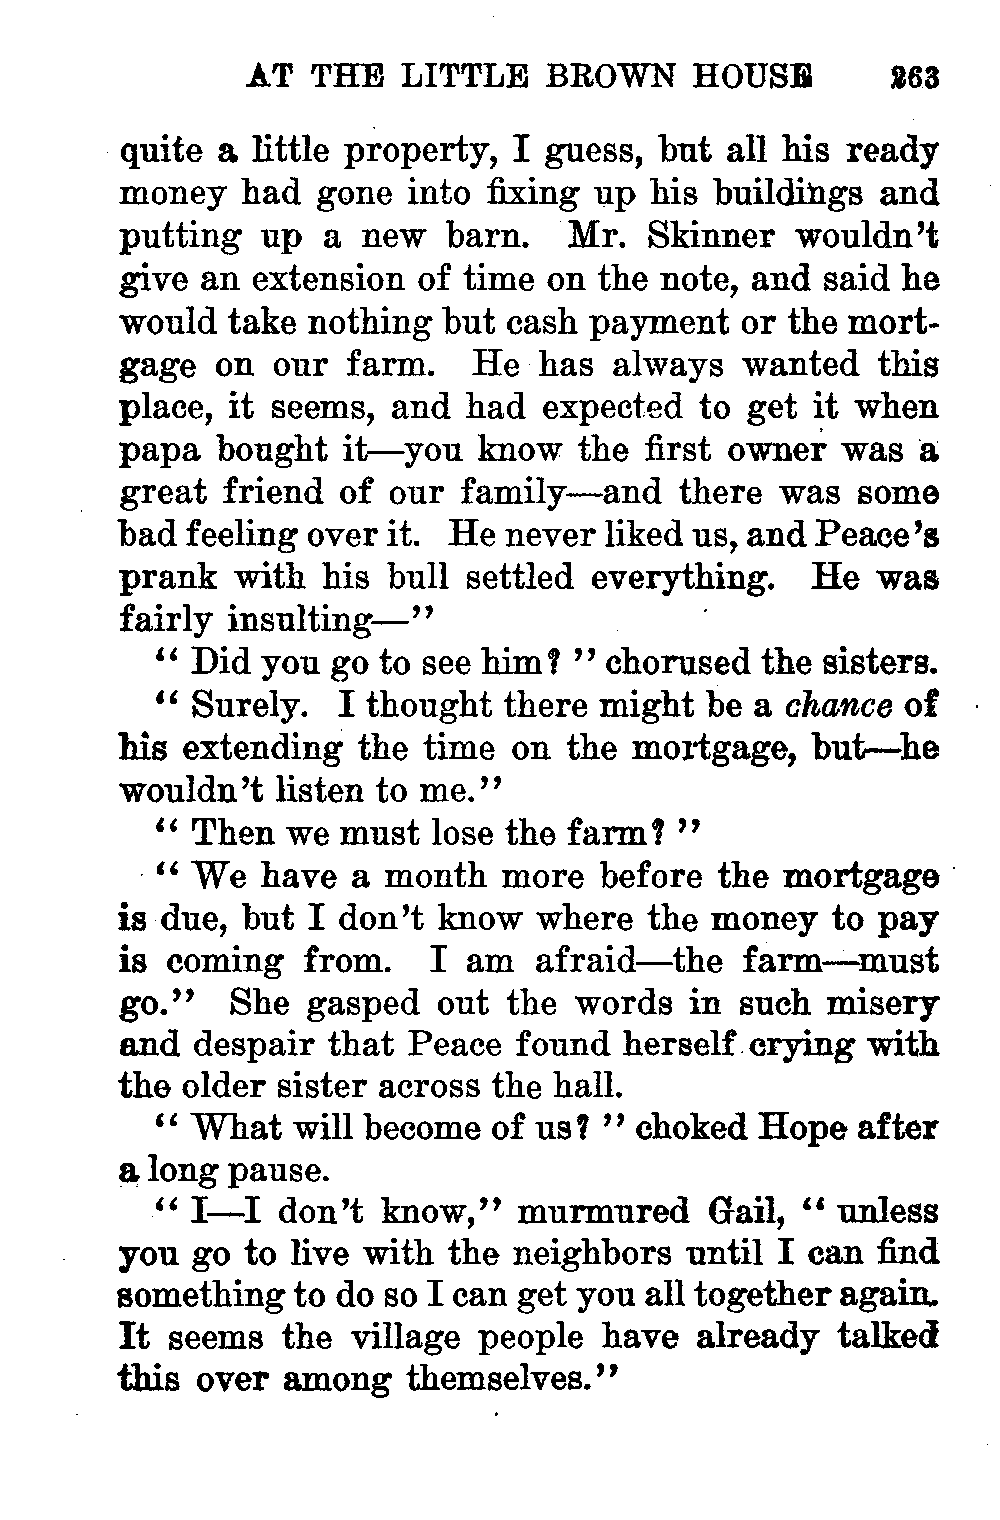 AT THE LITTLE BROWN HOUSE 263
quite a little property, I guess, but all his ready
money had gone into fixing up his buildings and
putting up a new barn. Mr. Skinner wouldn't
give an extension of time on the note, and said he
would take nothing but cash payment or the mort-
gage on our farm. He has always wanted this
place, it seems, and had expected to get it when
papa bought it—you know the first owner was a
great friend of our family—and there was some
bad feeling over it. He never liked us, and Peace's
prank with his bull settled everything. He was
fairly insulting—"
" Did you go to see him? " chorused the sisters.
" Surely. I thought there might be a chance of
his extending the time on the mortgage, but—he
wouldn't listen to me."
" Then we must lose the farm? "
" We have a month more before the mortgage
is due, but I don't know where the money to pay
is coming from. I am afraid—the farm—must
go." She gasped out the words in such misery
and despair that Peace found herself crying with
the older sister across the hall.
" What will become of us? " choked Hope after
a long pause.
" I—I don't know," murmured Gail, " unless
you go to live with the neighbors until I can find
something to do so I can get you all together again.
It seems the village people have already talked
this over among themselves."